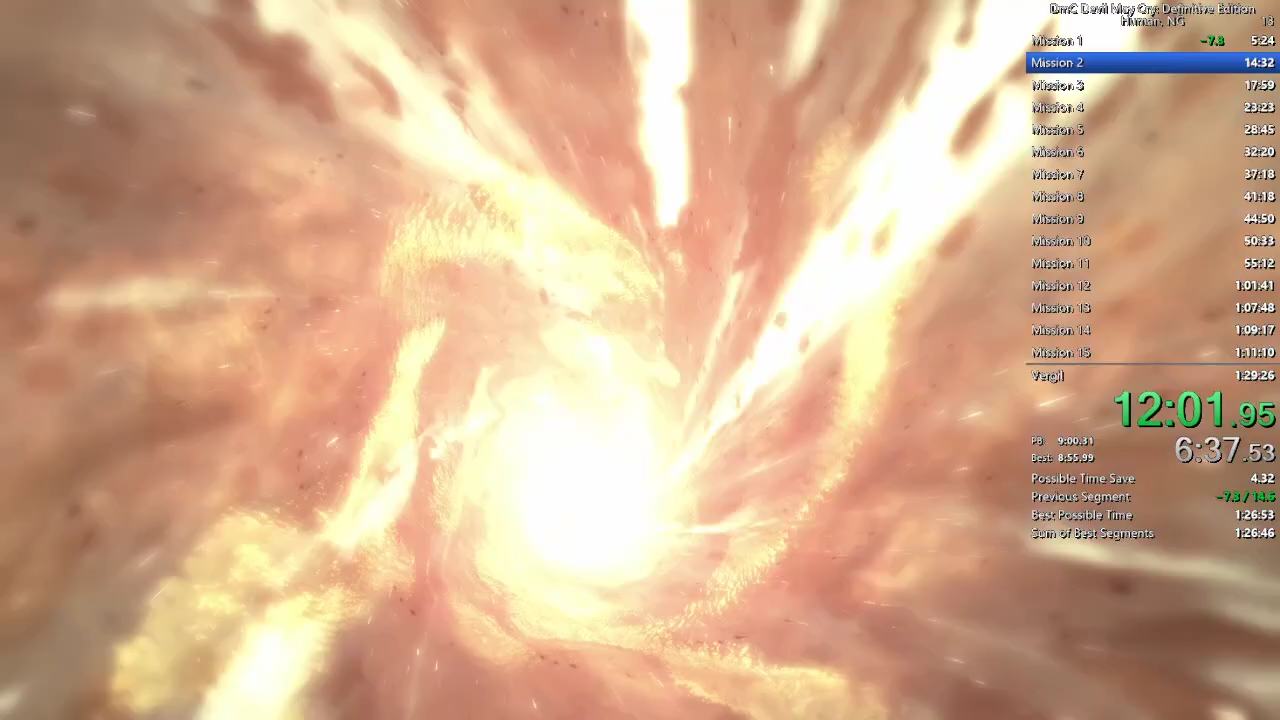 DmC Devil May Cry: Definitive Edition
Human, NG 13
Mission 1 -7.8 5:24
Mission 2 14:32
Mission 3 17:59
Mission 4 23:23
Mission 5 28:45
Mission 6 32:20
Mission 7 37:18
Mission 8 41:18
Mission 9 44:50
Mission 10 50:33
Mission 11 55:12
Mission 12 1:01:41
Mission 13 1:07:48
Mission 14 1:09:17
Mission 15 1:11:10
Vergil 1:29:26
12:01.95
PB: 9:00.31
6:37.53
Best: 8:55.99
Possible Time Save 4.32
Previous Segment -7.8 / 14.6
Best Possible Time 1:26:53
Sum of Best Segments 1:26:46